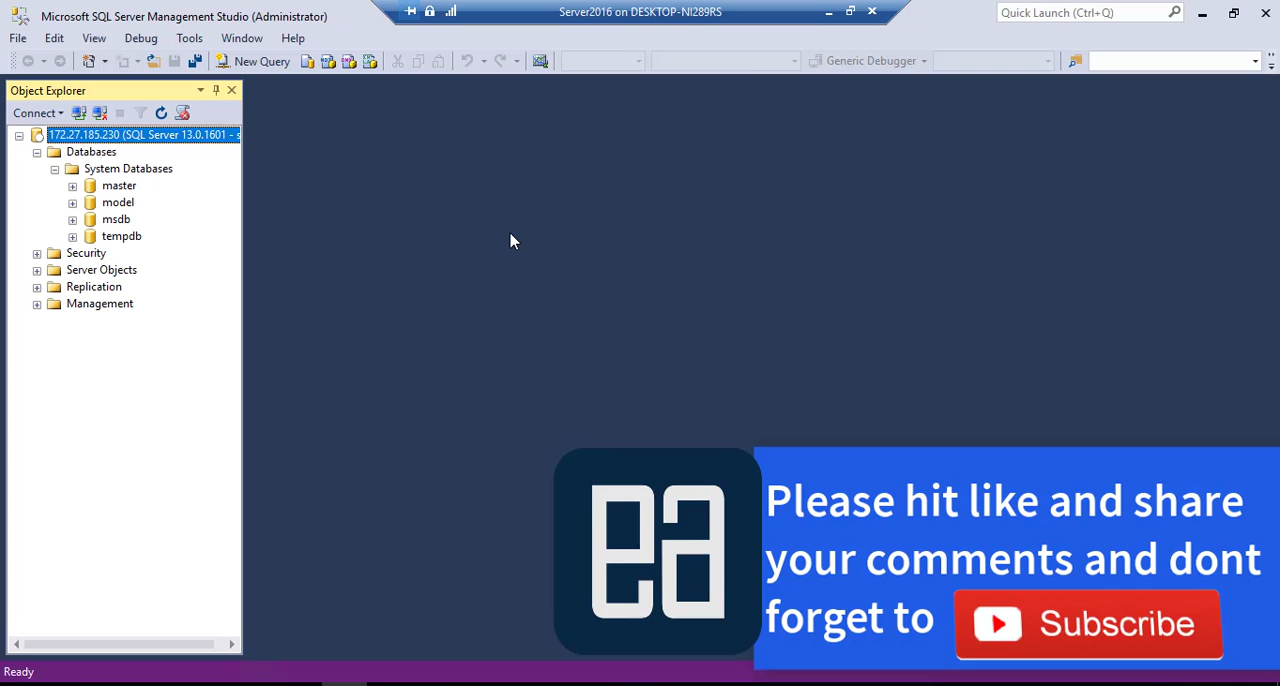 Microsoft SQL Server Management Studio (Administrator)
Server2016 on DESKTOP-NI289RS
Quick Launch (Ctrl+Q)
File Edit View Debug Tools Window Help
New Query
Generic Debugger
Object Explorer
Connect
172.27.185.230 (SQL Server 13.0.1601 - s
Databases
System Databases
master
model
msdb
tempdb
Security
Server Objects
Replication
Management
ea
Please hit like and share
your comments and dont
forget to Subscribe
Ready